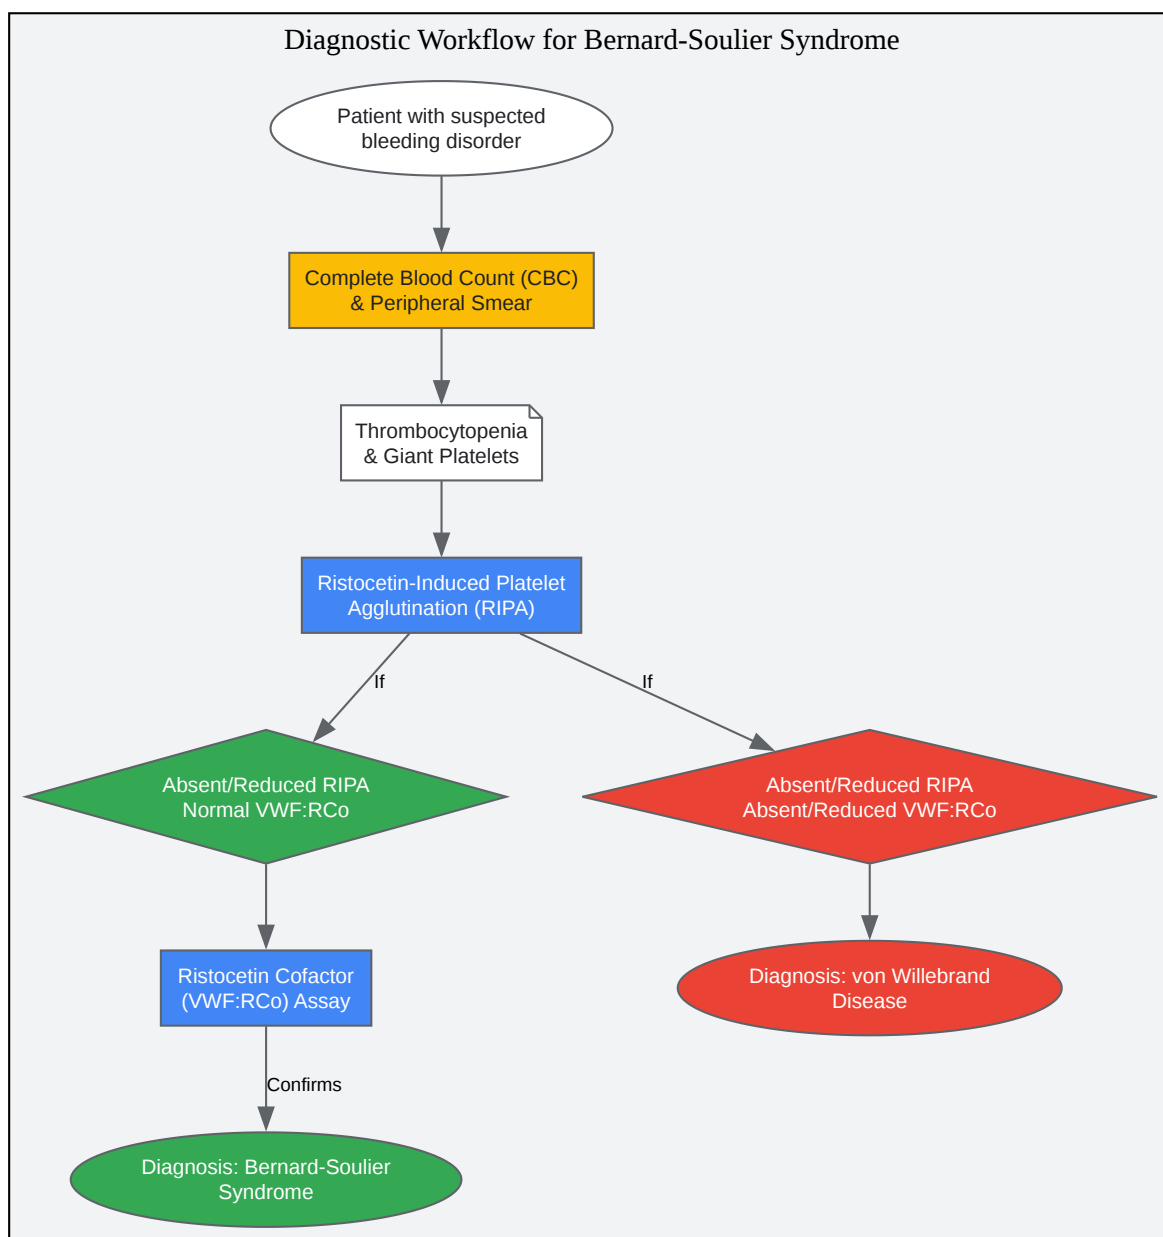 Diagnostic Workflow for Bernard-Soulier Syndrome
Patient with suspected
bleeding disorder
Complete Blood Count (CBC)
& Peripheral Smear
Thrombocytopenia
& Giant Platelets
Ristocetin-Induced Platelet
Agglutination (RIPA)
If
If
Absent/Reduced RIPA
Normal VWF:RCo
Absent/Reduced RIPA
Absent/Reduced VWF:RCo
Ristocetin Cofactor
(VWF:RCo) Assay
Diagnosis: von Willebrand
Disease
Confirms
Diagnosis: Bernard-Soulier
Syndrome